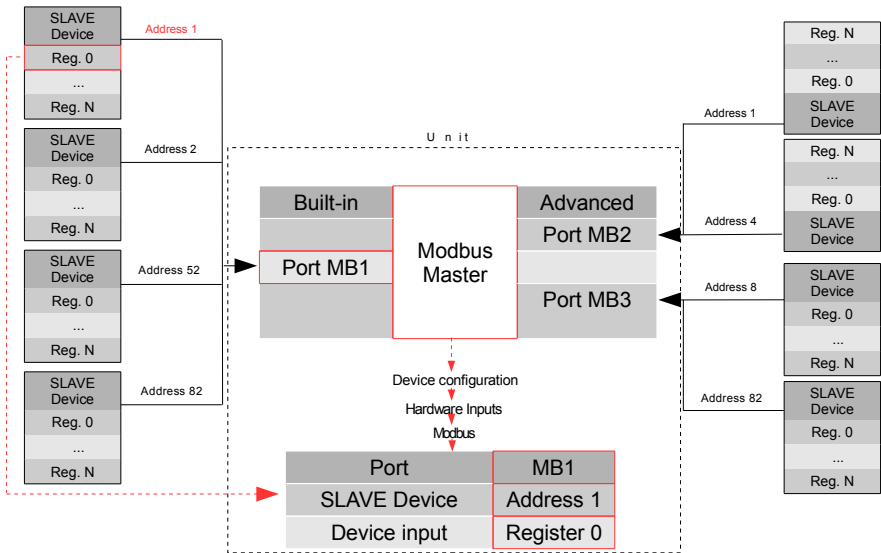 SLAVE
Device
Reg. 0
...
Reg. N
Address 1
SLAVE
Device
Reg. 0
...
Reg. N
Address 2
SLAVE
Device
Reg. 0
...
Reg. N
Address 52
SLAVE
Device
Reg. 0
...
Reg. N
Address 82
Unit
Built-in
Port MB1
Modbus
Master
Advanced
Port MB2
Port MB3
Device configuration
Hardware Inputs
Modbus
Port MB1
SLAVE Device Address 1
Device input Register 0
Address 1
Reg. N
...
Reg. 0
SLAVE
Device
Address 4
Reg. N
...
Reg. 0
SLAVE
Device
Address 8
SLAVE
Device
Reg. 0
...
Reg. N
Address 82
SLAVE
Device
Reg. 0
...
Reg. N